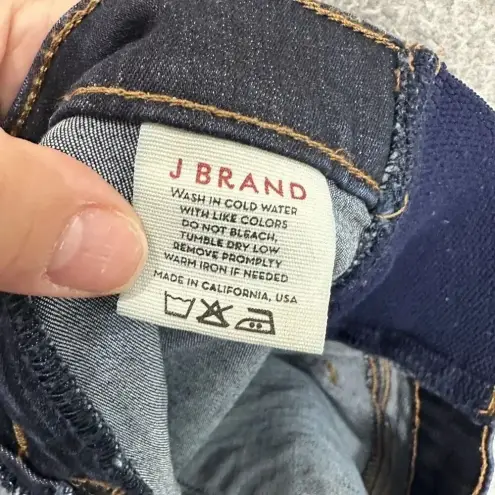 J BRAND
WASH IN COLD WATER
WITH LIKE COLORS
DO NOT BLEACH,
TUMBLE DRY LOW
REMOVE PROMPLTY
WARM IRON IF NEEDED
MADE IN CALIFORNIA, USA